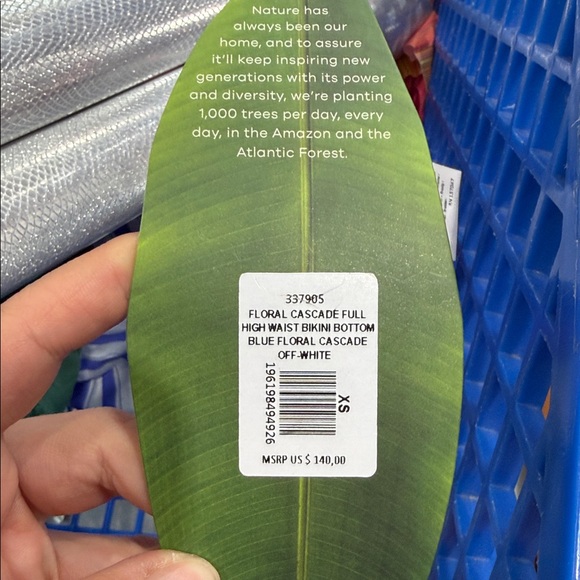 Nature has
always been our
home, and to assure
it'll keep inspiring new
generations with its power
and diversity, we're planting
1,000 trees per day, every
day, in the Amazon and the
Atlantic Forest.
337905
FLORAL CASCADE FULL
HIGH WAIST BIKINI BOTTOM
BLUE FLORAL CASCADE
OFF-WHITE
196198494926
XS
MSRP US $ 140,00